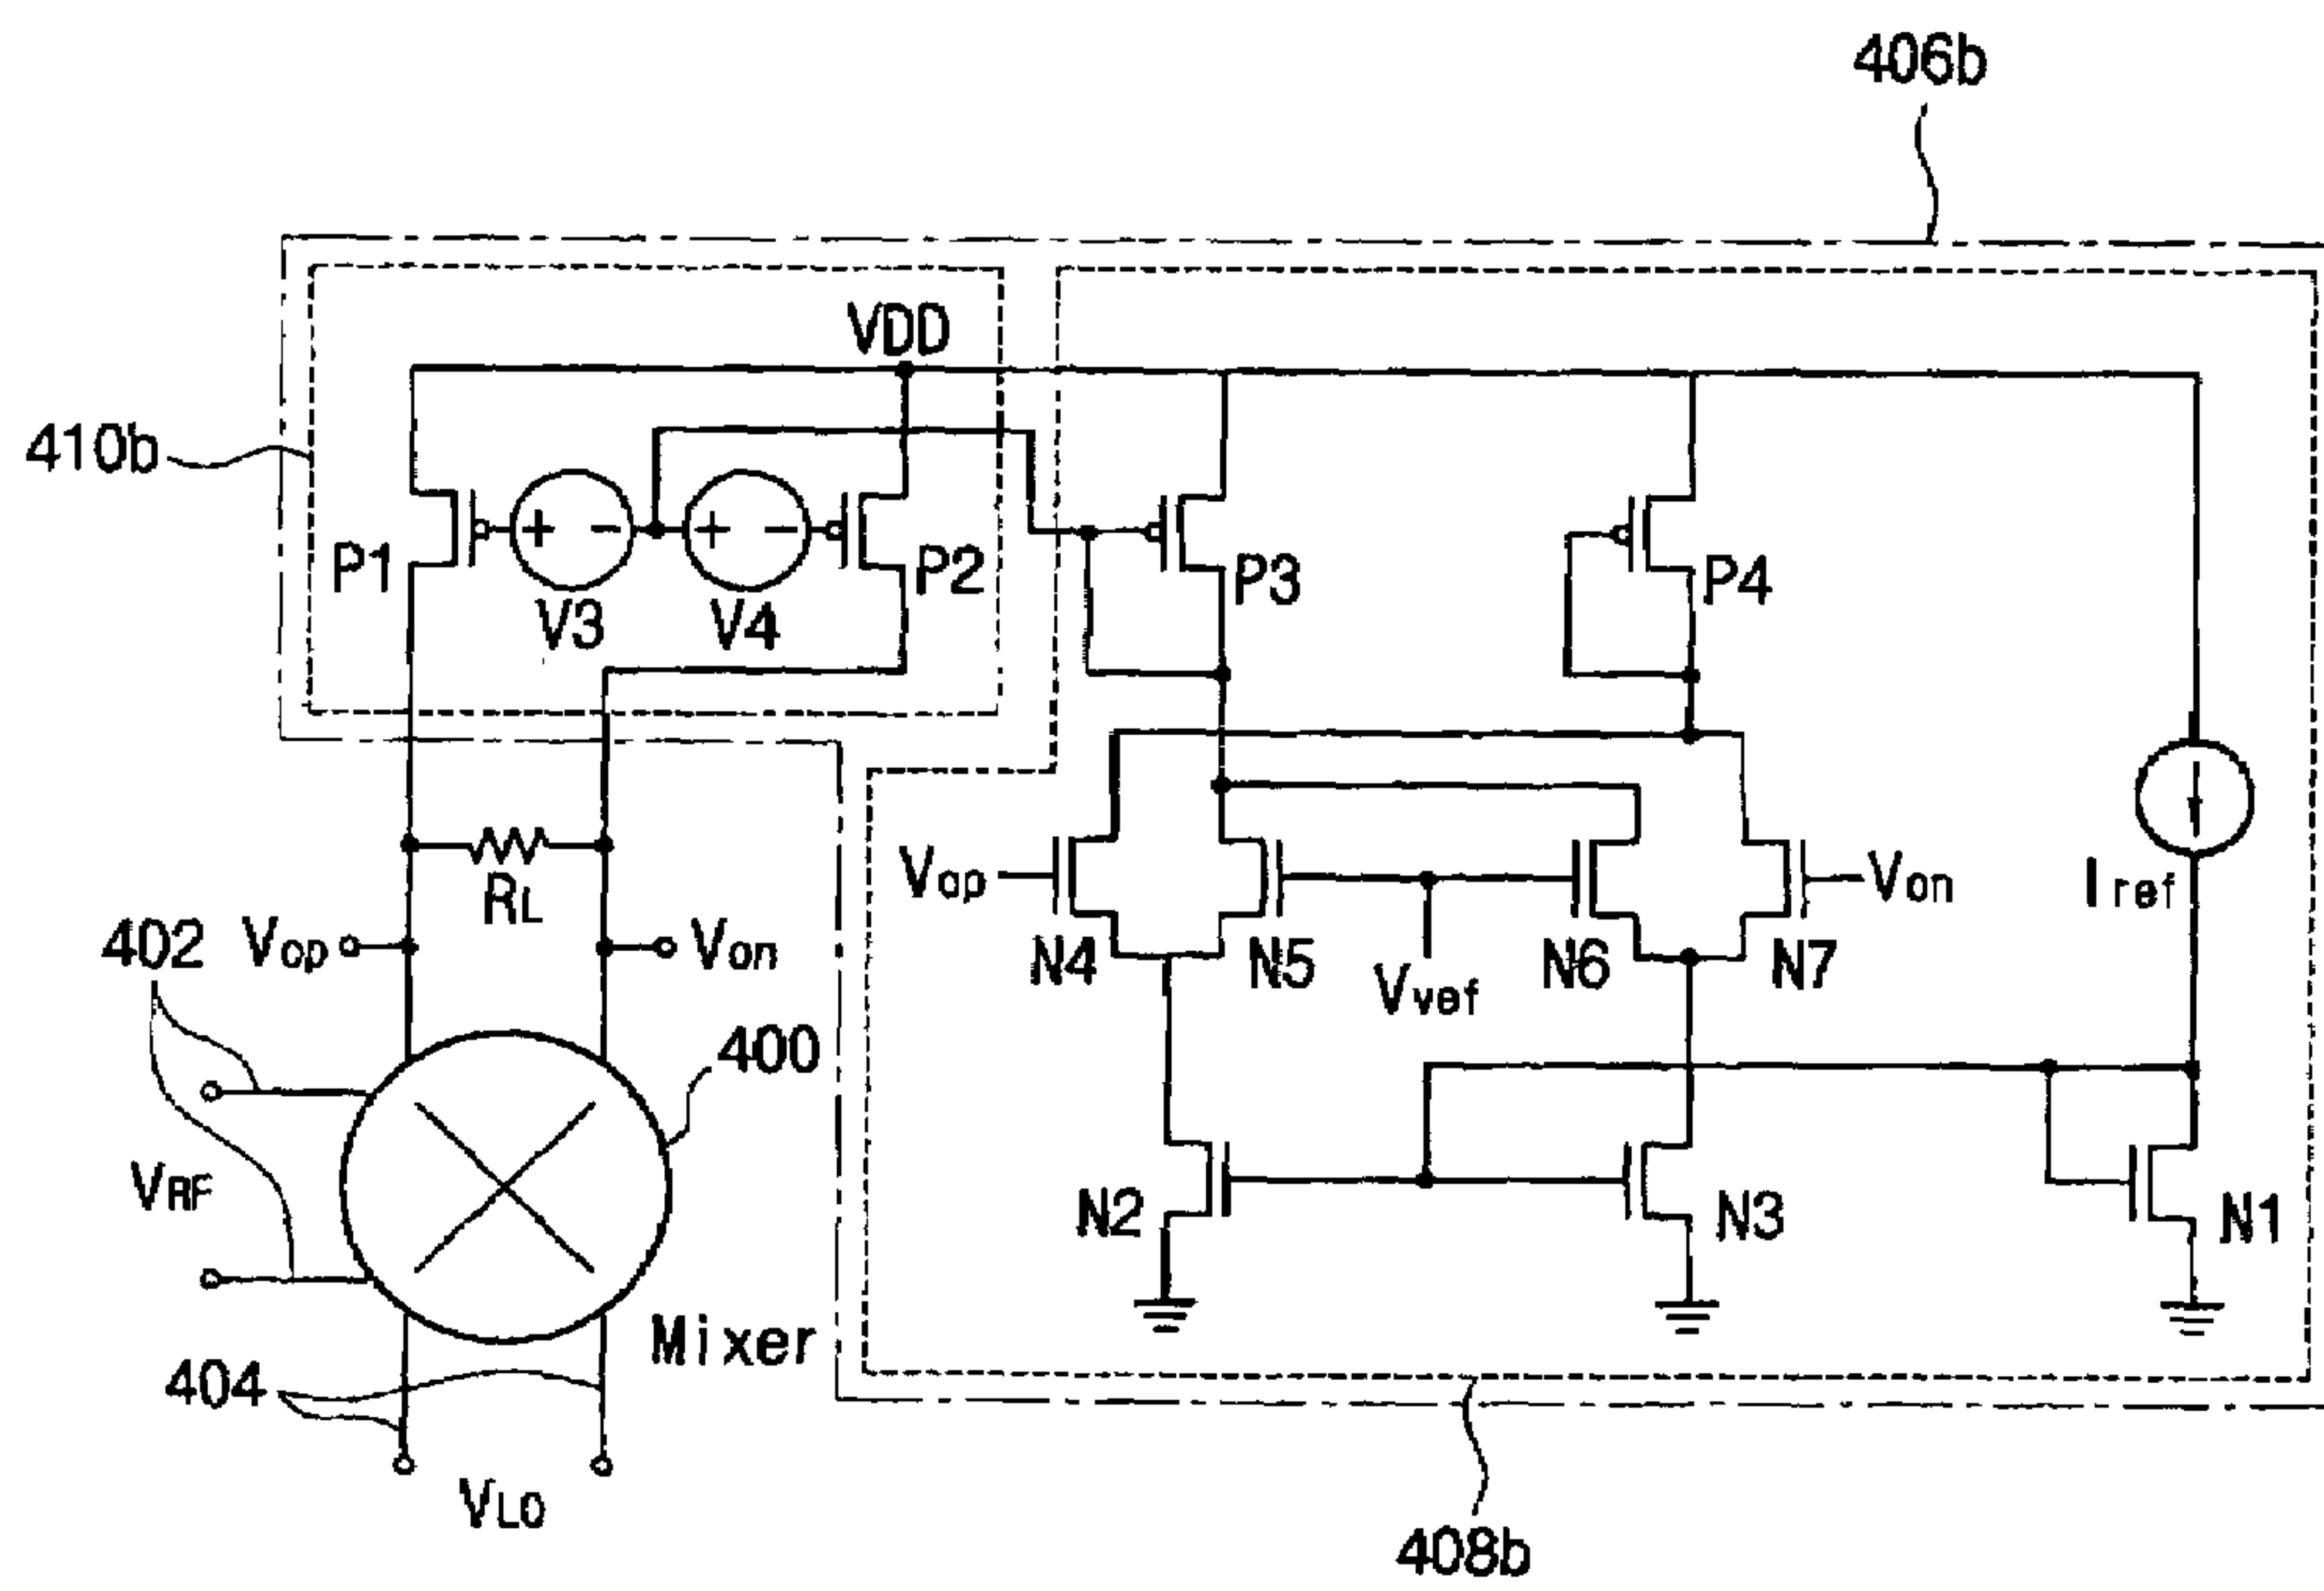 406b
VDD
410b
P1
+ -
+ -
P2
P3
P4
V3
V4
RL
Vop
Von
Iref
402
Vop
Von
N4
N5
Vvef
N6
N7
400
VRF
N2
N3
N1
Mixer
404
VLO
408b